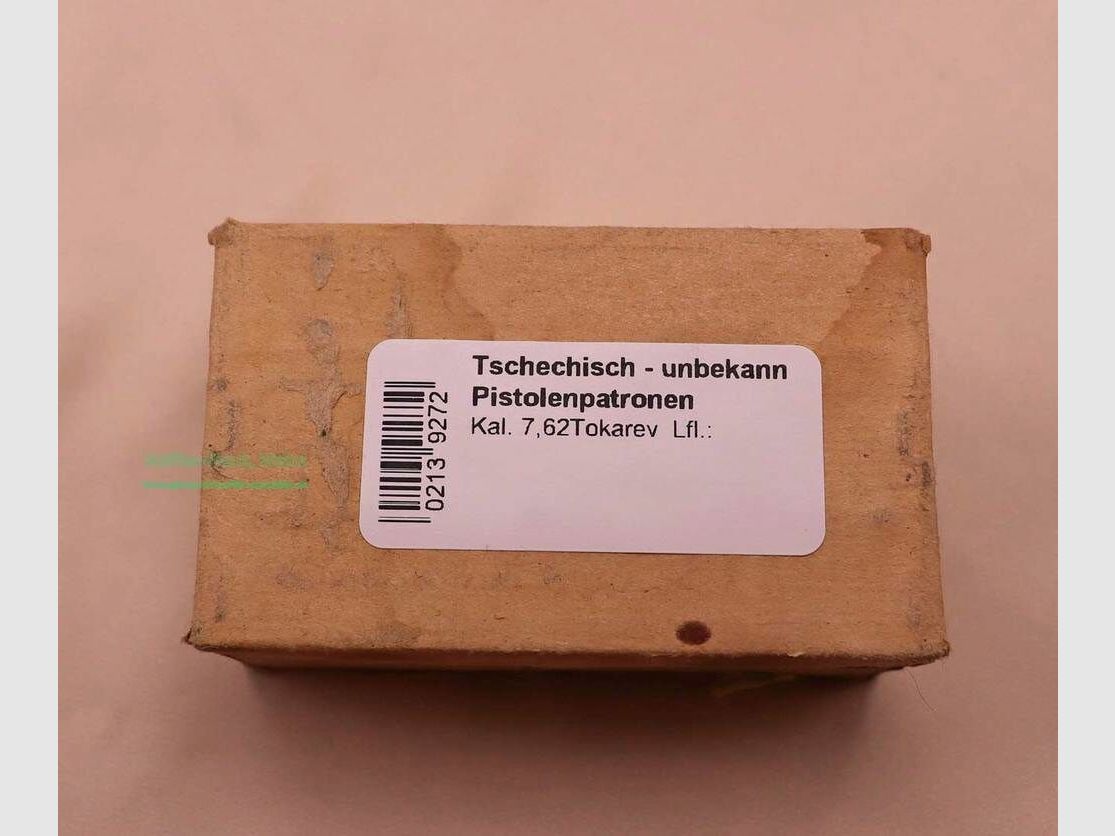 Tschechisch - unbekann
Pistolenpatronen
Kal. 7,62Tokarev Lfl.:
0213 9272